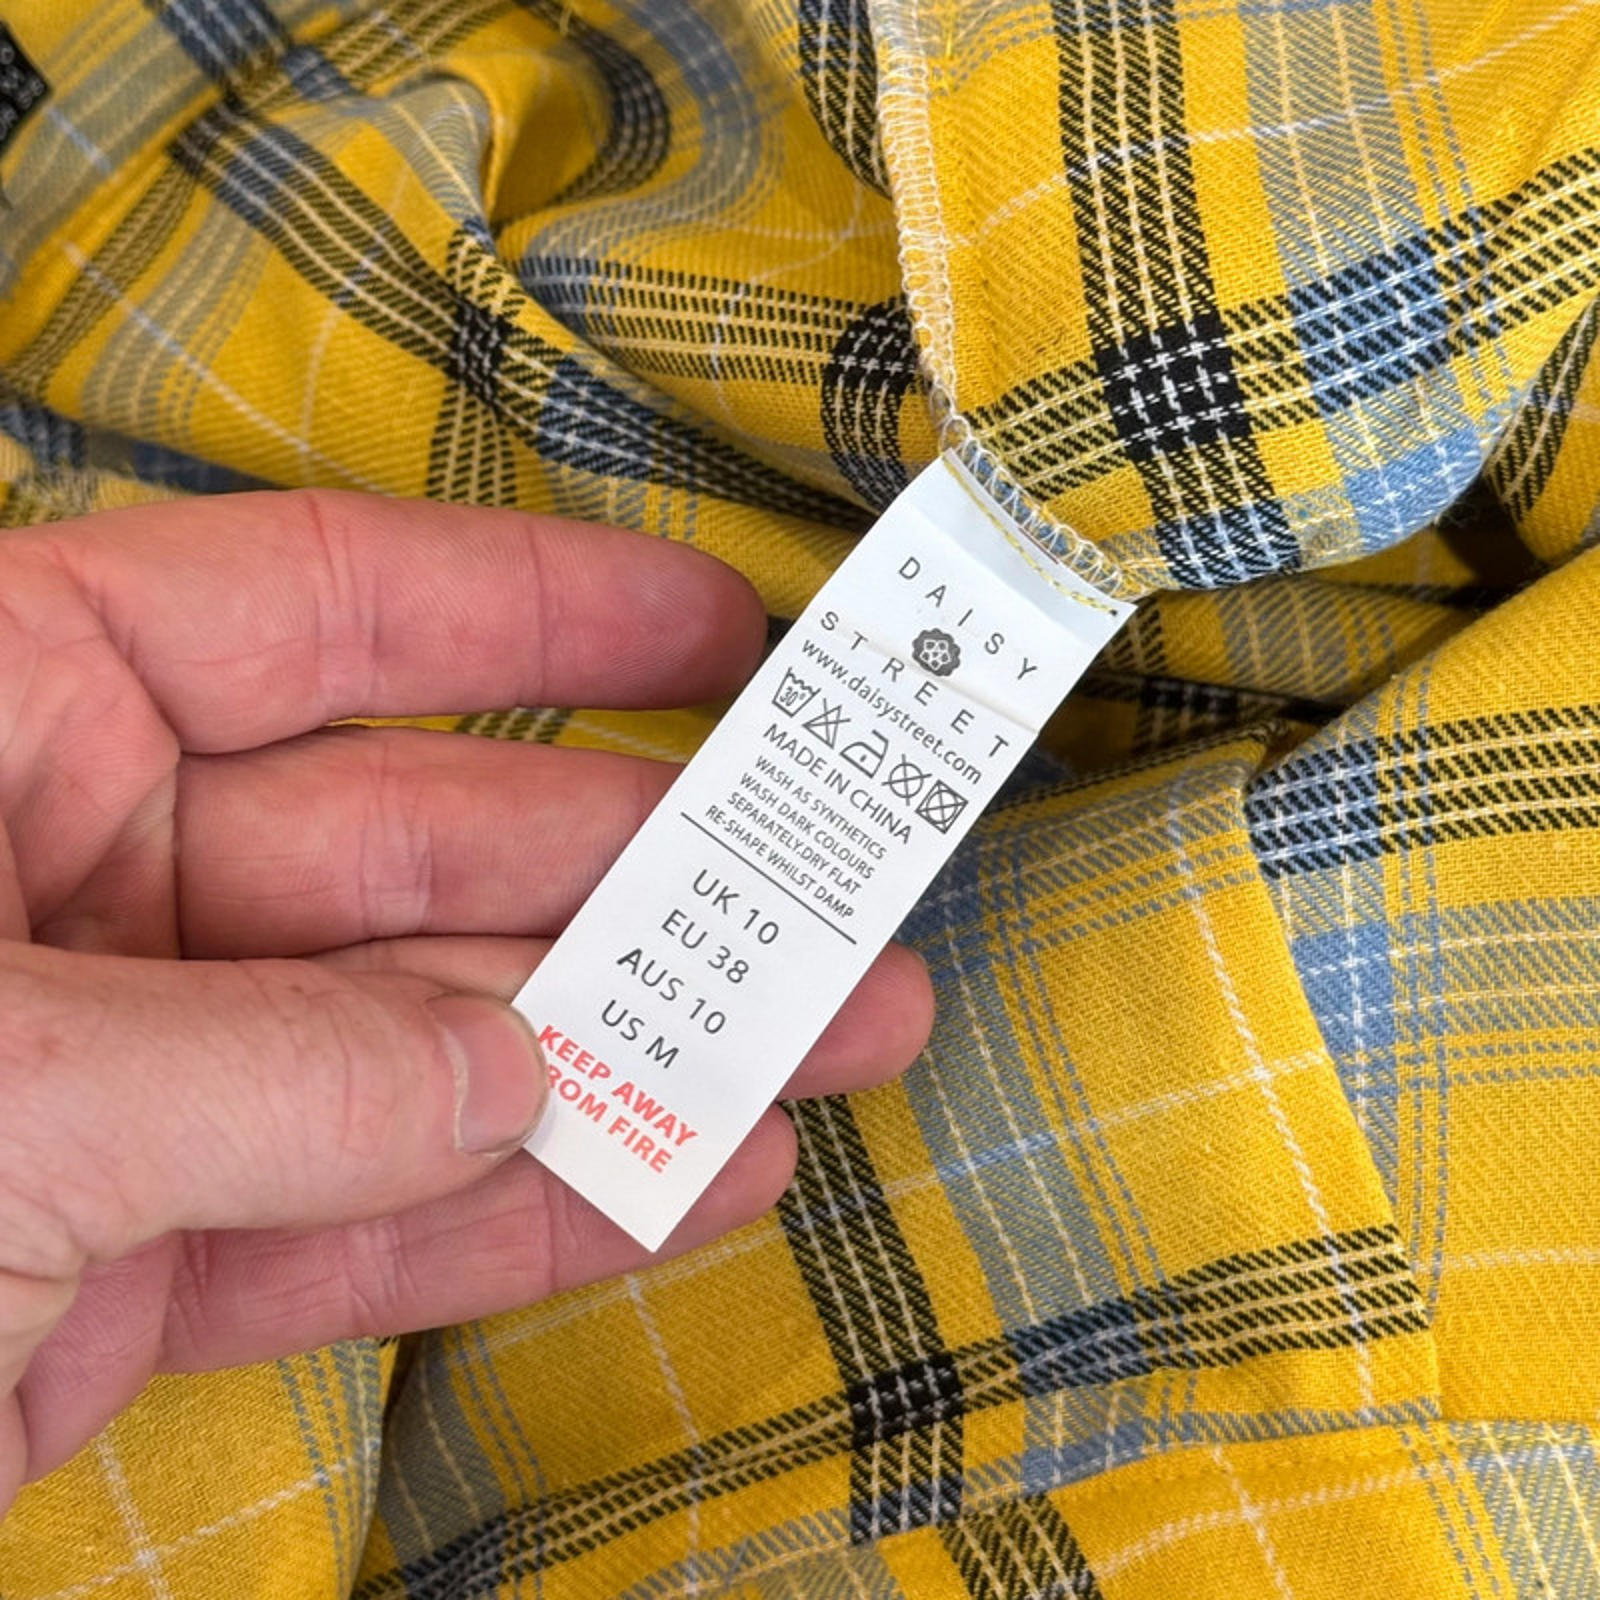 DAISY
STREET
www.daisystreet.com
30°
MADE IN CHINA
WASH AS SYNTHETICS
WASH DARK COLOURS
SEPARATELY,DRY FLAT
RE-SHAPE WHILST DAMP
UK 10
EU 38
AUS 10
US M
KEEP AWAY
ROM FIRE